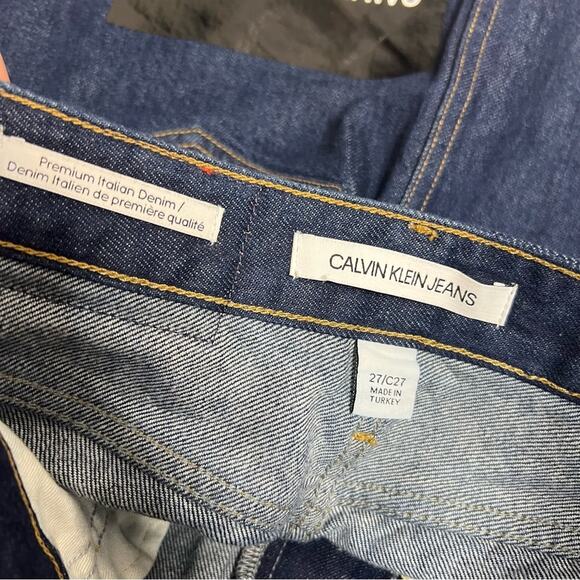 Premium Italian Denim /
Denim Italien de première qualité
CALVIN KLEIN JEANS
27/C27
MADE IN
TURKEY